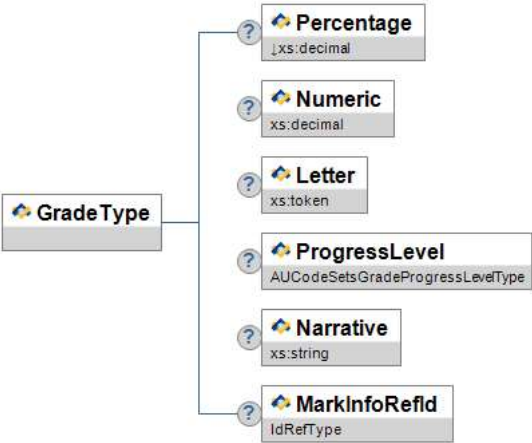 ?
Percentage
↓xs:decimal
?
Numeric
xs:decimal
?
Letter
xs:token
GradeType
?
ProgressLevel
AUCodeSetsGradeProgressLevelType
?
Narrative
xs:string
?
MarkInfoRefId
IdRefType